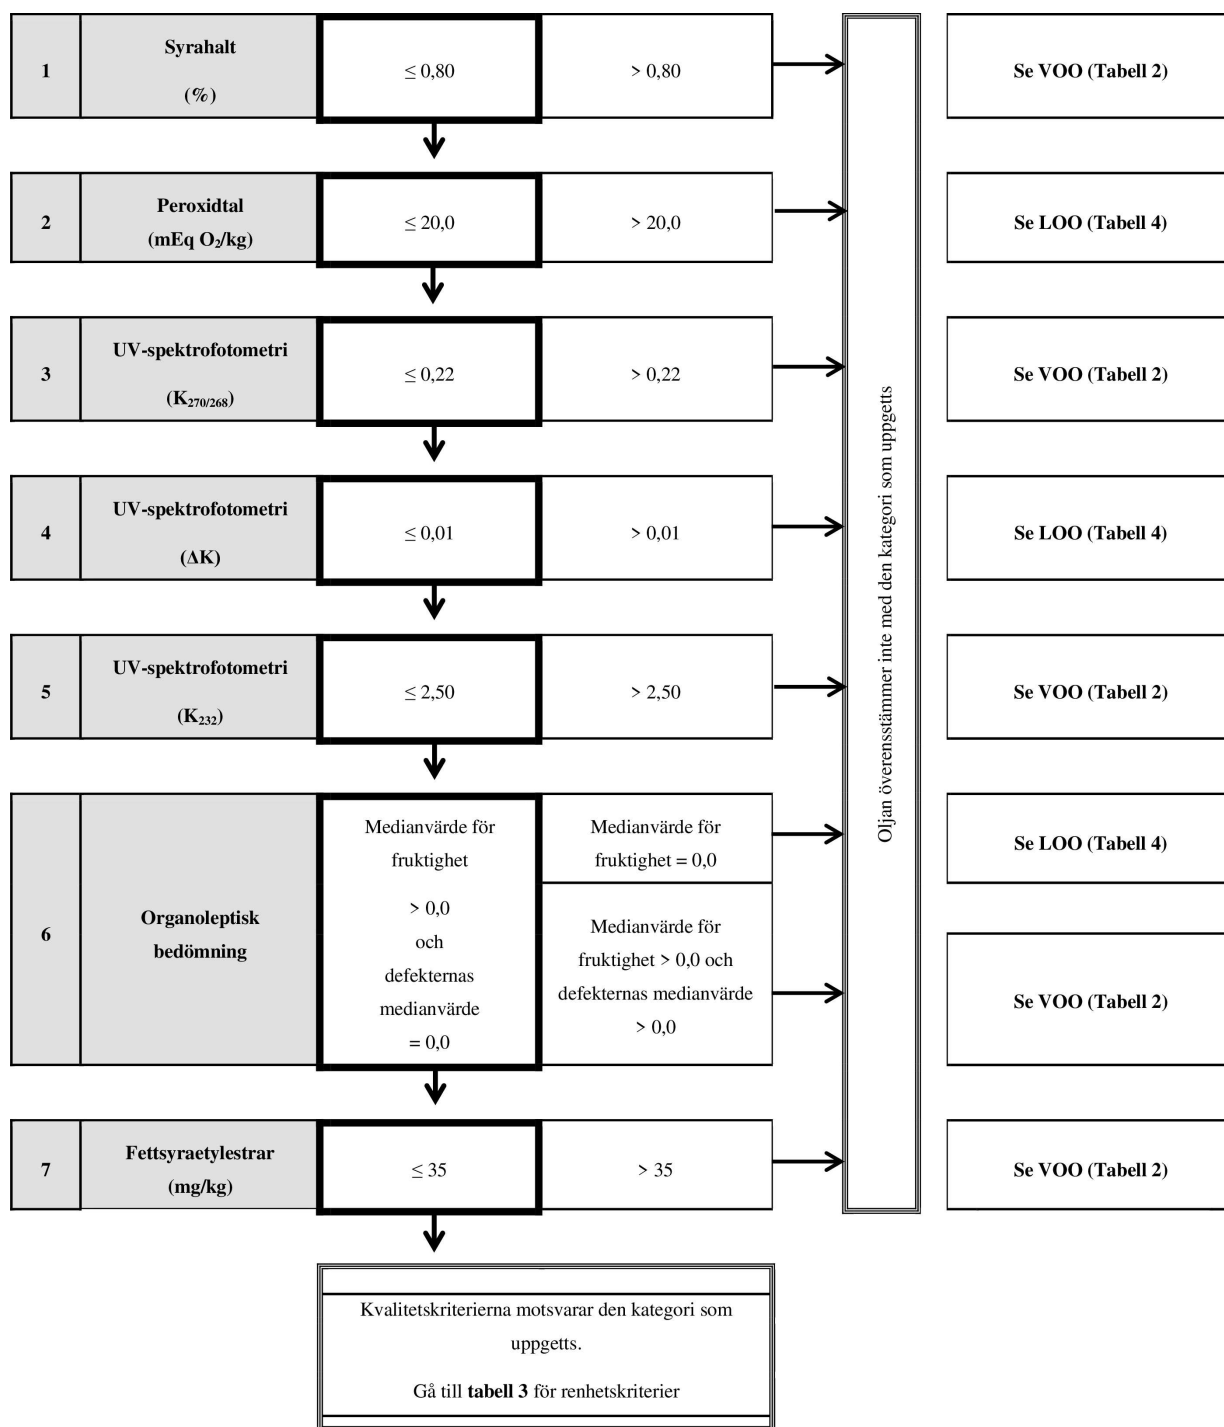 1
Syrahalt
(%)
≤ 0,80
> 0,80
Se VOO (Tabell 2)
2
Peroxidtal
(mEq O₂/kg)
≤ 20,0
> 20,0
Se LOO (Tabell 4)
3
UV-spektrofotometri
(K₂₇₀/₂₆₈)
≤ 0,22
> 0,22
Se VOO (Tabell 2)
4
UV-spektrofotometri
(ΔK)
≤ 0,01
> 0,01
Se LOO (Tabell 4)
5
UV-spektrofotometri
(K₂₃₂)
≤ 2,50
> 2,50
Se VOO (Tabell 2)
6
Organoleptisk
bedömning
Medianvärde för
fruktighet
> 0,0
och
defekternas
medianvärde
= 0,0
Medianvärde för
fruktighet = 0,0
Se LOO (Tabell 4)
Medianvärde för
fruktighet > 0,0 och
defekternas medianvärde
> 0,0
Se VOO (Tabell 2)
7
Fettsyraetylestrar
(mg/kg)
≤ 35
> 35
Se VOO (Tabell 2)
Oljan överensstämmer inte med den kategori som uppgetts
Kvalitetskriterierna motsvarar den kategori som
uppgetts.
Gå till tabell 3 för renhetskriterier